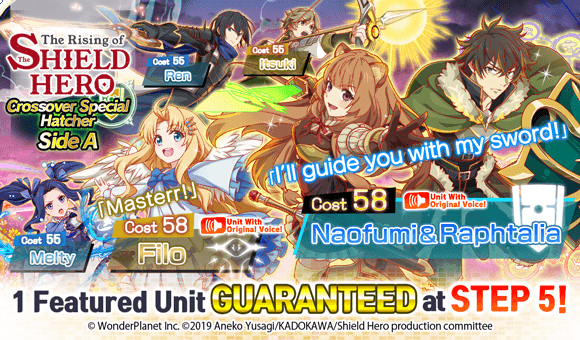 The Rising of
The SHIELD
HERO
Crossover Special
Hatcher
Side A
Cost 55
Ren
Cost 55
Itsuki
「I'll guide you with my sword!」
「Masterr!」
Cost 58
Unit With
Original Voice!
Naofumi & Raphtalia
Cost 58
Unit With
Original Voice!
Filo
Cost 55
Melty
1 Featured Unit GUARANTEED at STEP 5!
© WonderPlanet Inc. ©2019 Aneko Yusagi/KADOKAWA/Shield Hero production committee